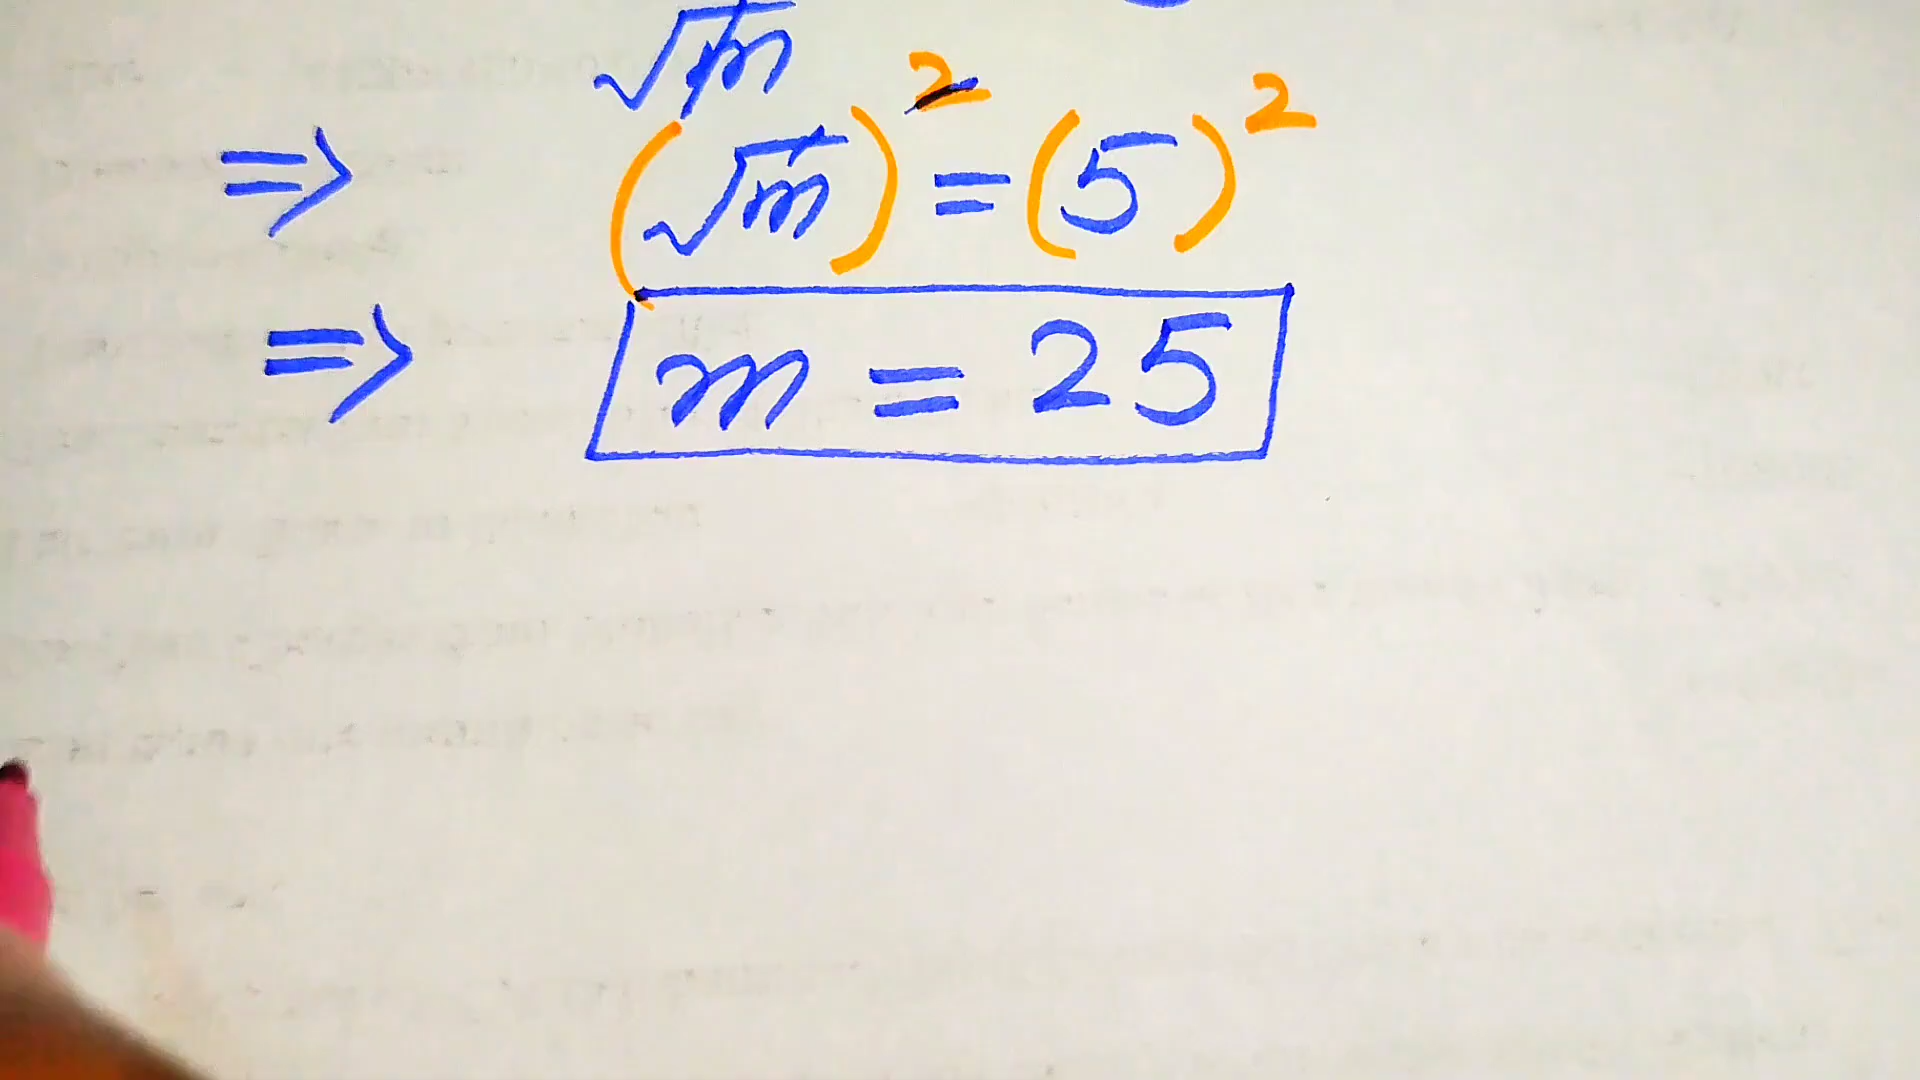 √m
=> (√m)² = (5)²
=> m = 25